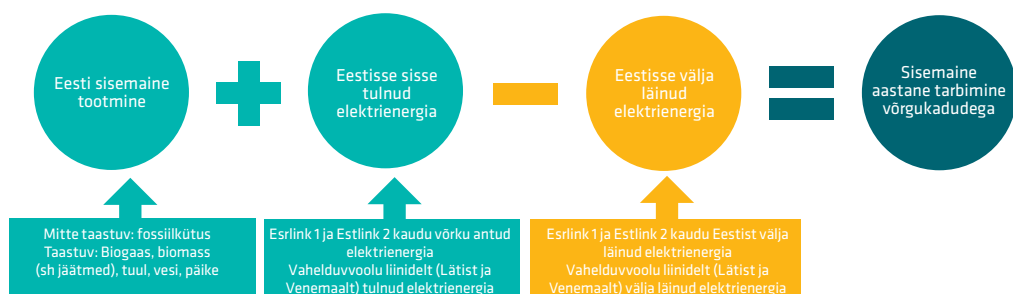 Eesti sisemaine
tootmine
Eestisse sisse
tulnud
elektrienergia
Eestisse välja
läinud
elektrienergia
Sisemaine
aastane tarbimine
võrgukadudega
Mitte taastuv: fossiilkütus
Taastuv: Biogaas, biomass
(sh jäätmed), tuul, vesi, päike
Esrlink 1 ja Estlink 2 kaudu võrku antud
elektrienergia
Vahelduvvoolu liinidelt (Lätist ja
Venemaalt) tulnud elektrienergia
Esrlink 1 ja Estlink 2 kaudu Eestist välja
läinud elektrienergia
Vahelduvvoolu liinidelt (Lätist ja
Venemaalt) välja läinud elektrienergia